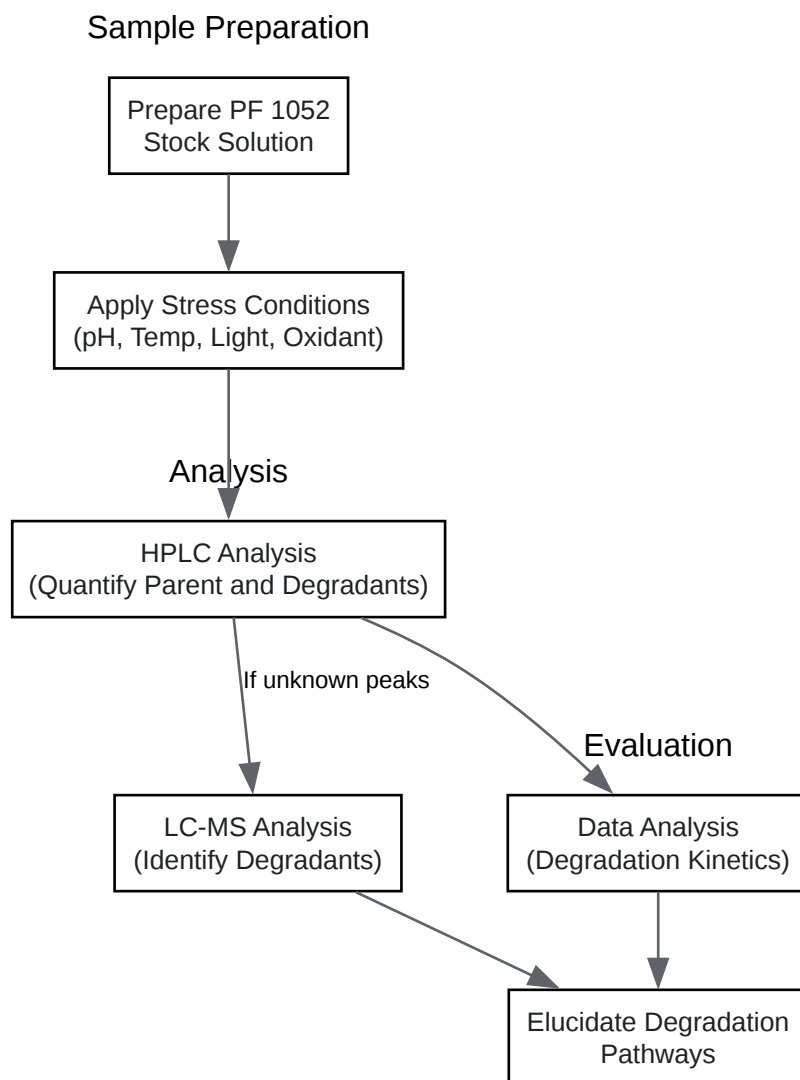 Sample Preparation
Prepare PF 1052
Stock Solution
Apply Stress Conditions
(pH, Temp, Light, Oxidant)
Analysis
HPLC Analysis
(Quantify Parent and Degradants)
If unknown peaks
Evaluation
LC-MS Analysis
(Identify Degradants)
Data Analysis
(Degradation Kinetics)
Elucidate Degradation
Pathways